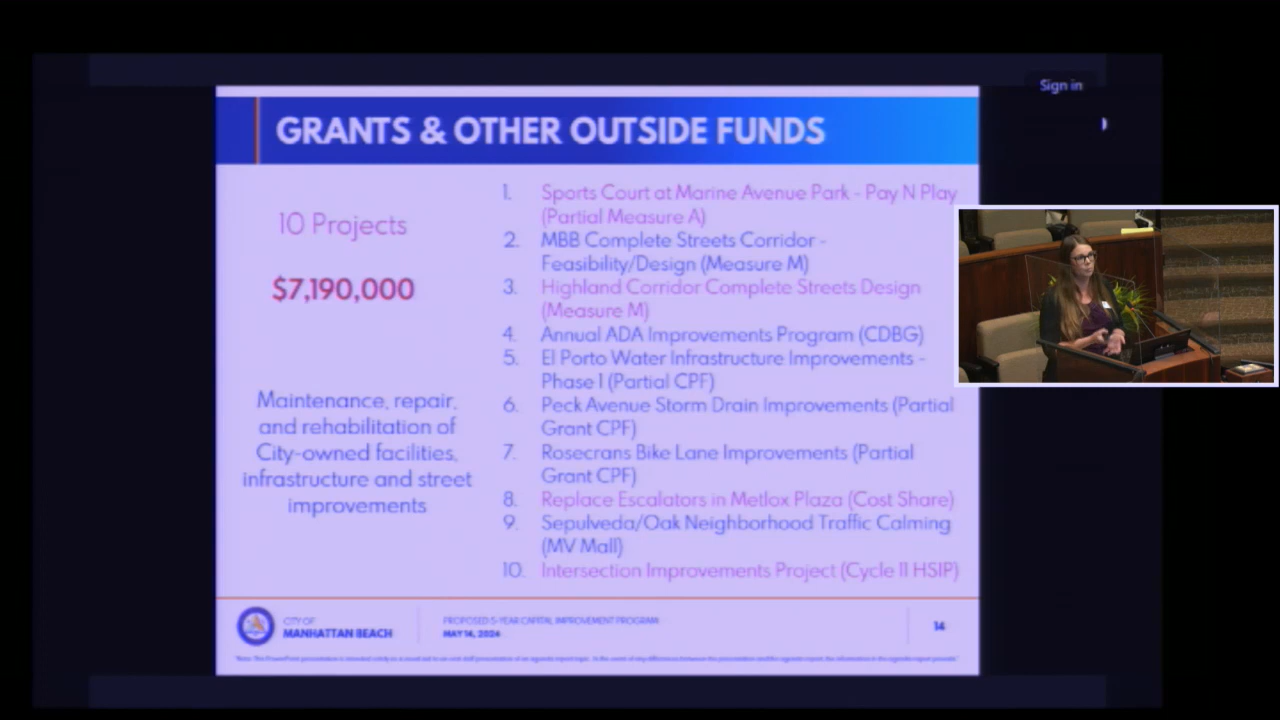 Sign in
GRANTS & OTHER OUTSIDE FUNDS
10 Projects
$7,190,000
Maintenance, repair,
and rehabilitation of
City-owned facilities,
infrastructure and street
improvements
1. Sports Court at Marine Avenue Park - Pay N Play
(Partial Measure A)
2. MBB Complete Streets Corridor -
Feasibility/Design (Measure M)
3. Highland Corridor Complete Streets Design
(Measure M)
4. Annual ADA Improvements Program (CDBG)
5. El Porto Water Infrastructure Improvements -
Phase 1 (Partial CPF)
6. Peck Avenue Storm Drain Improvements (Partial
Grant CPF)
7. Rosecrans Bike Lane Improvements (Partial
Grant CPF)
8. Replace Escalators in Metlox Plaza (Cost Share)
9. Sepulveda/Oak Neighborhood Traffic Calming
(MV Mall)
10. Intersection Improvements Project (Cycle 11 HSIP)
CITY OF
MANHATTAN BEACH
PROPOSED 5-YEAR CAPITAL IMPROVEMENT PROGRAM
MAY 14, 2024
14